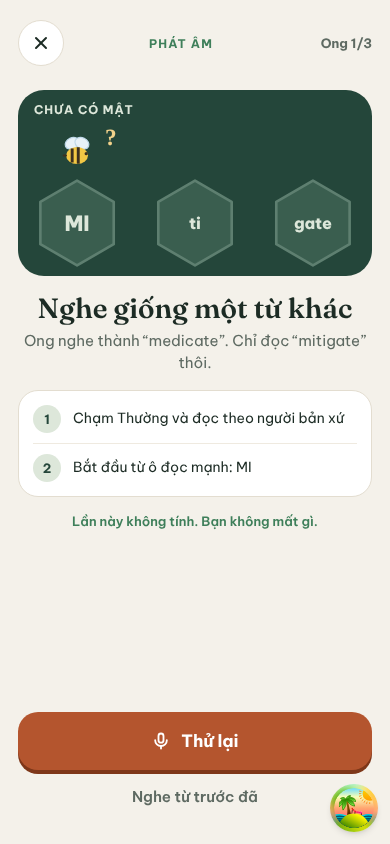 PHÁT ÂM
Ong 1/3
CHƯA CÓ MẬT
?
MI
ti
gate
Nghe giống một từ khác
Ong nghe thành “medicate”. Chỉ đọc “mitigate”
thôi.
1 Chạm Thường và đọc theo người bản xứ
2 Bắt đầu từ ô đọc mạnh: MI
Lần này không tính. Bạn không mất gì.
Thử lại
Nghe từ trước đã